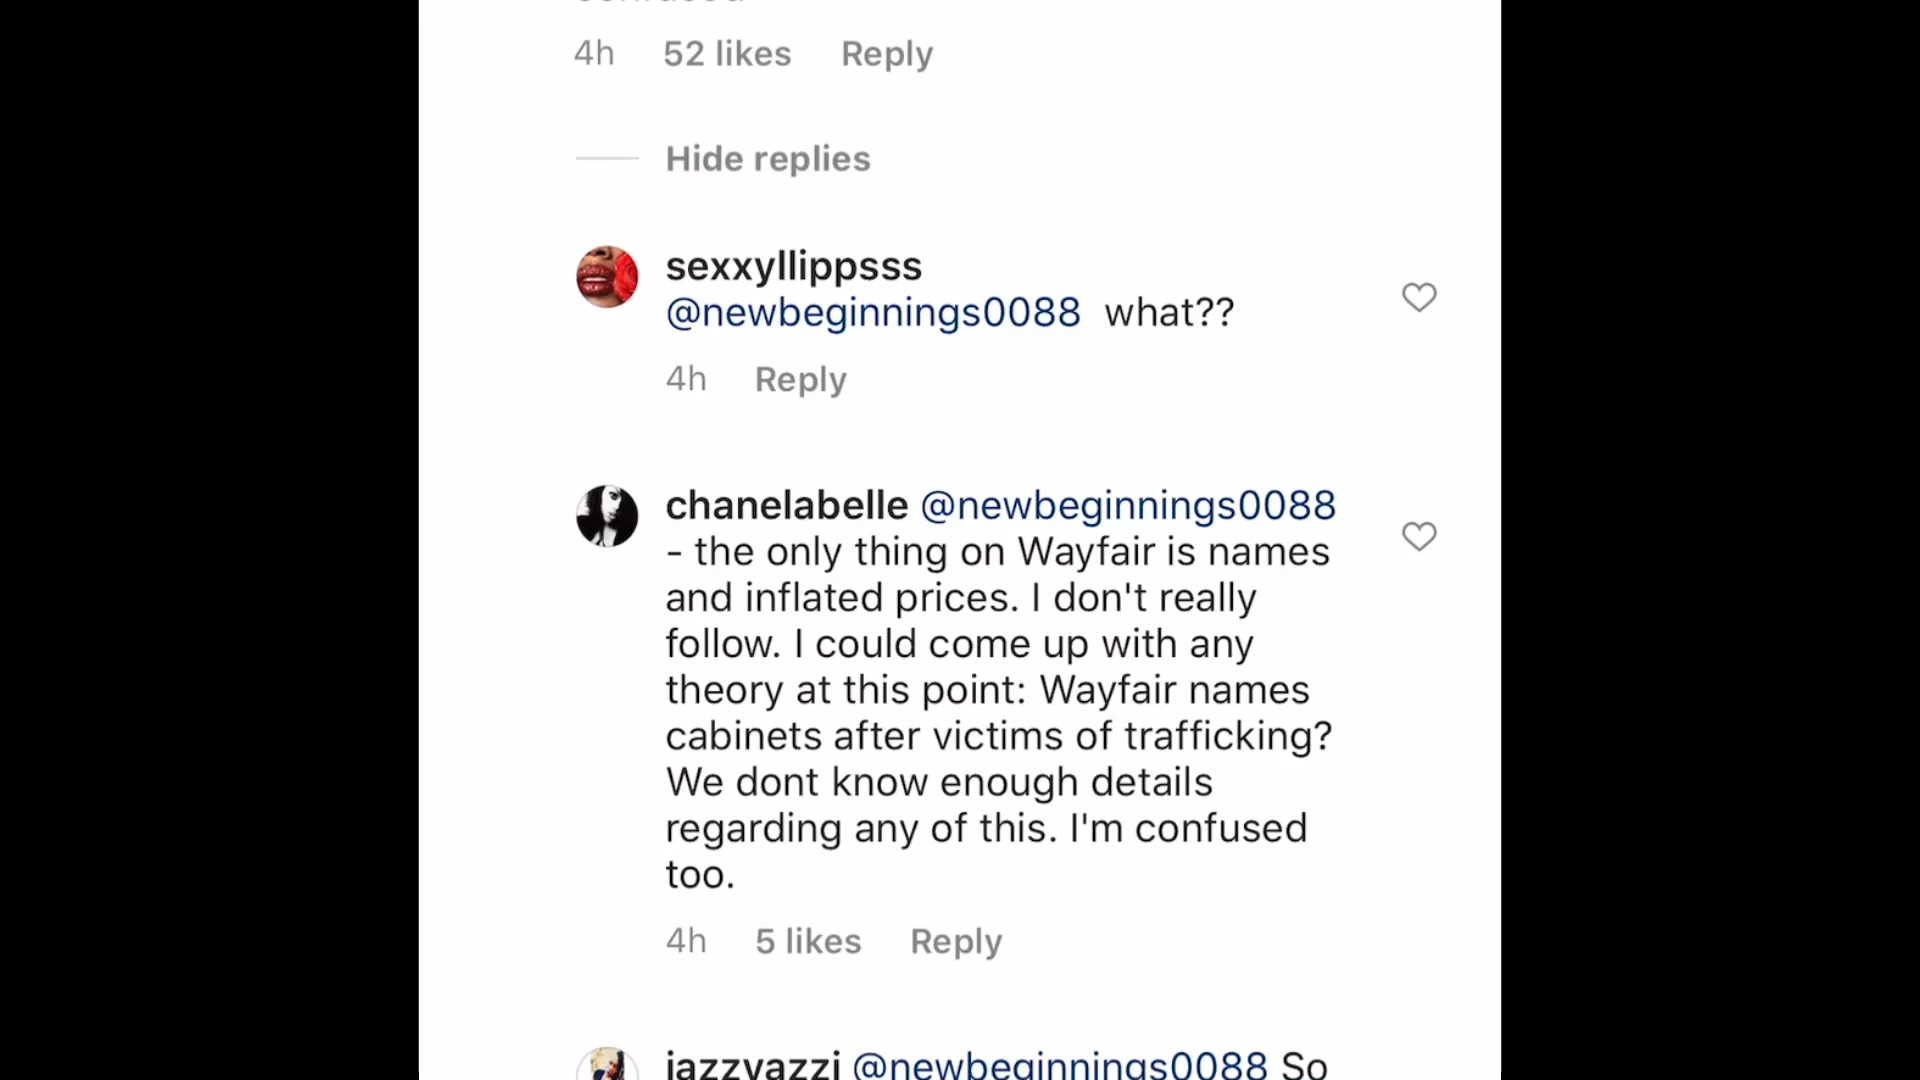 4h 52 likes Reply
Hide replies
sexxyllippsss
@newbeginnings0088 what??
4h Reply
chanelabelle @newbeginnings0088
- the only thing on Wayfair is names
and inflated prices. I don't really
follow. I could come up with any
theory at this point: Wayfair names
cabinets after victims of trafficking?
We dont know enough details
regarding any of this. I'm confused
too.
4h 5 likes Reply
jazzyazzi @newbeginnings0088 So